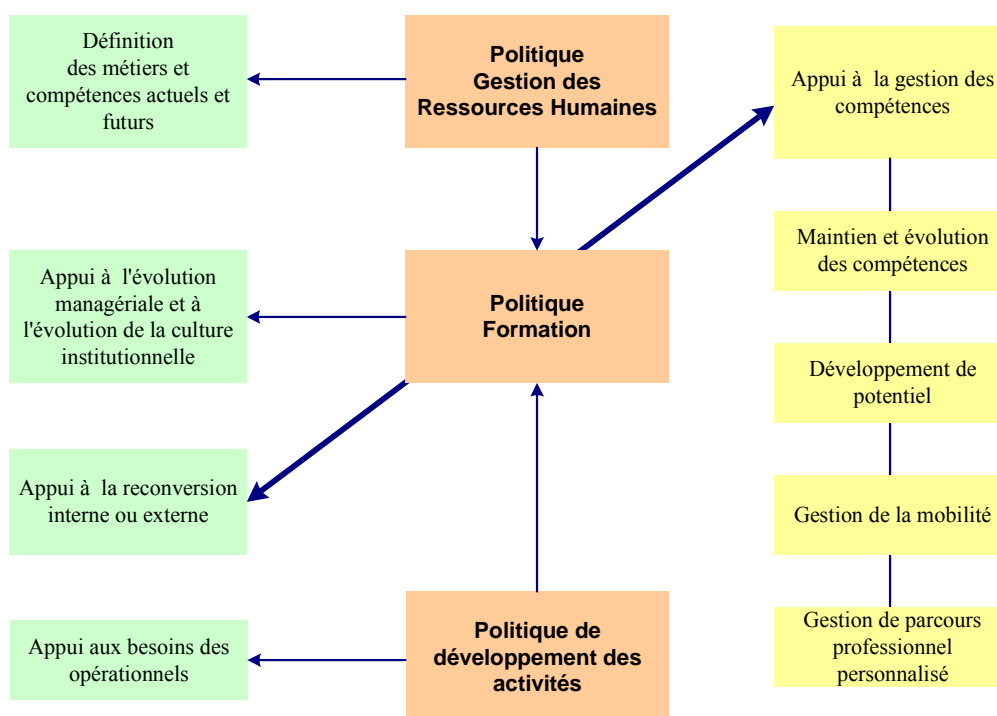 Définition
des métiers et
compétences actuels et
futurs
Politique
Gestion des
Ressources Humaines
Appui à la gestion des
compétences
Appui à l'évolution
managériale et à
l'évolution de la culture
institutionnelle
Politique
Formation
Maintien et évolution
des compétences
Développement de
potentiel
Appui à la reconversion
interne ou externe
Gestion de la mobilité
Appui aux besoins des
opérationnels
Politique de
développement des
activités
Gestion de parcours
professionnel
personnalisé